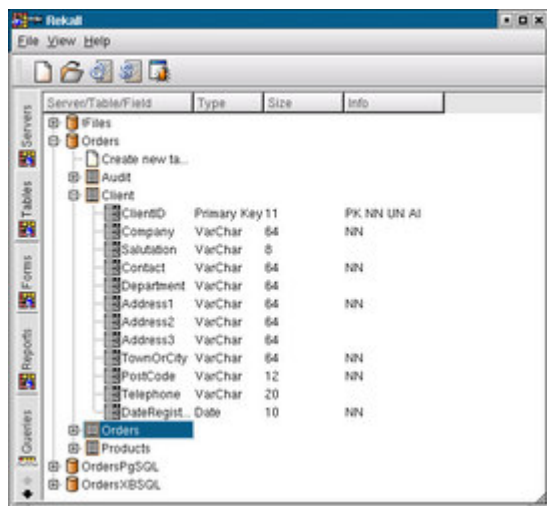 Rekall
File View Help
Server/Table/Field Type Size Info
!Files
Orders
Create new ta...
Audit
Client
ClientID Primary Key 11 PK NN UN AI
Company VarChar 64 NN
Salutation VarChar 8
Contact VarChar 64 NN
Department VarChar 64
Address1 VarChar 64 NN
Address2 VarChar 64
Address3 VarChar 64
TownOrCity VarChar 64 NN
PostCode VarChar 12 NN
Telephone VarChar 20
DateRegist... Date 10 NN
Orders
Products
OrdersPgSQL
OrdersXBSQL
Servers
Tables
Forms
Reports
Queries